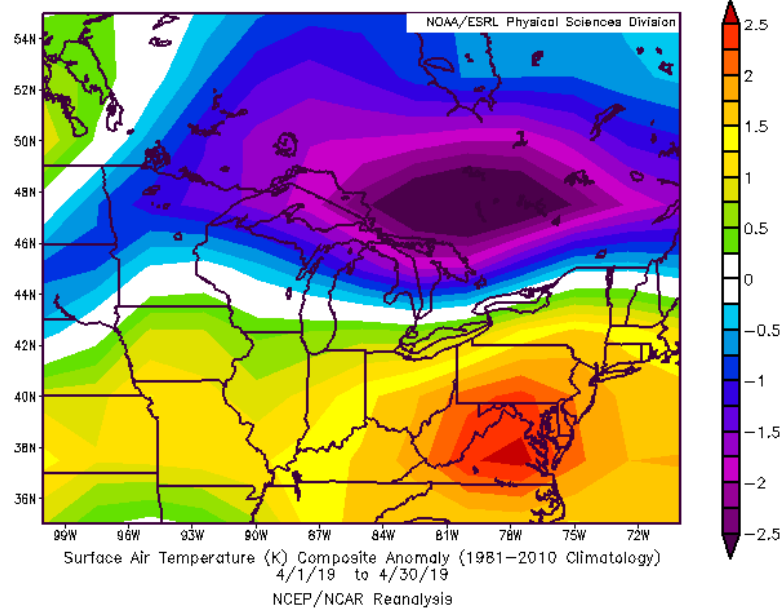 NOAA/ESRL Physical Sciences Division
54N
52N
50N
48N
46N
44N
42N
40N
38N
36N
99W 96W 93W 90W 87W 84W 81W 78W 75W 72W
2.5
2
1.5
1
0.5
0
-0.5
-1
-1.5
-2
-2.5
Surface Air Temperature (K) Composite Anomaly (1981-2010 Climatology)
4/1/19 to 4/30/19
NCEP/NCAR Reanalysis